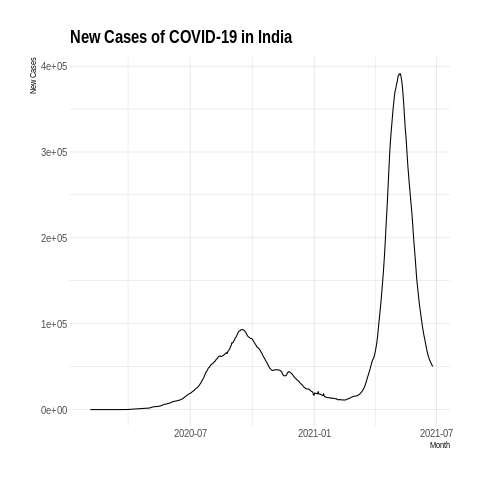 New Cases of COVID-19 in India
New Cases
4e+05
3e+05
2e+05
1e+05
0e+00
2020-07
2021-01
2021-07
Month